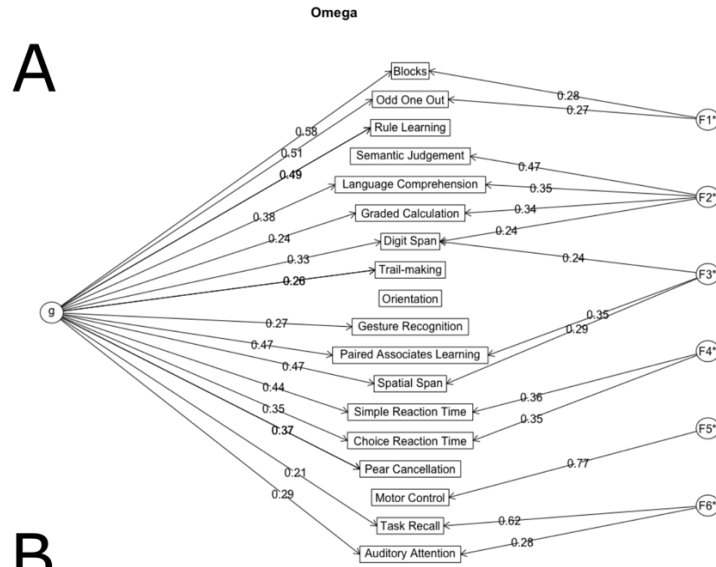 Omega
A
Blocks
Odd One Out
Rule Learning
Semantic Judgement
Language Comprehension
Graded Calculation
Digit Span
Trail-making
Orientation
Gesture Recognition
Paired Associates Learning
Spatial Span
Simple Reaction Time
Choice Reaction Time
Pear Cancellation
Motor Control
Task Recall
Auditory Attention
g
0.58
0.51
0.49
0.38
0.24
0.33
0.26
0.27
0.47
0.47
0.44
0.35
0.37
0.21
0.29
0.28
0.27
0.47
0.35
0.34
0.24
0.24
0.35
0.29
0.36
0.35
0.77
0.62
0.28
F1*
F2*
F3*
F4*
F5*
F6*
B